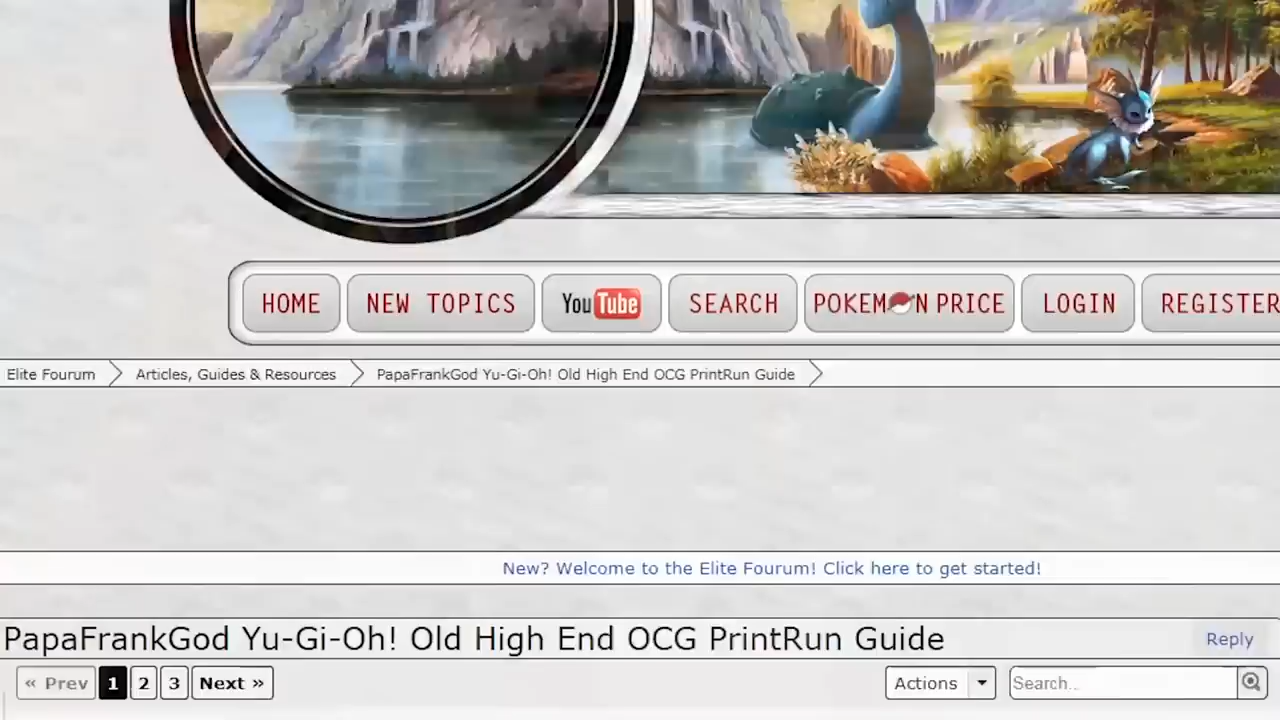 HOME NEW TOPICS YouTube SEARCH POKEMON PRICE LOGIN REGISTER
Elite Fourum Articles, Guides & Resources PapaFrankGod Yu-Gi-Oh! Old High End OCG PrintRun Guide
New? Welcome to the Elite Fourum! Click here to get started!
PapaFrankGod Yu-Gi-Oh! Old High End OCG PrintRun Guide Reply
« Prev 1 2 3 Next » Actions Search...